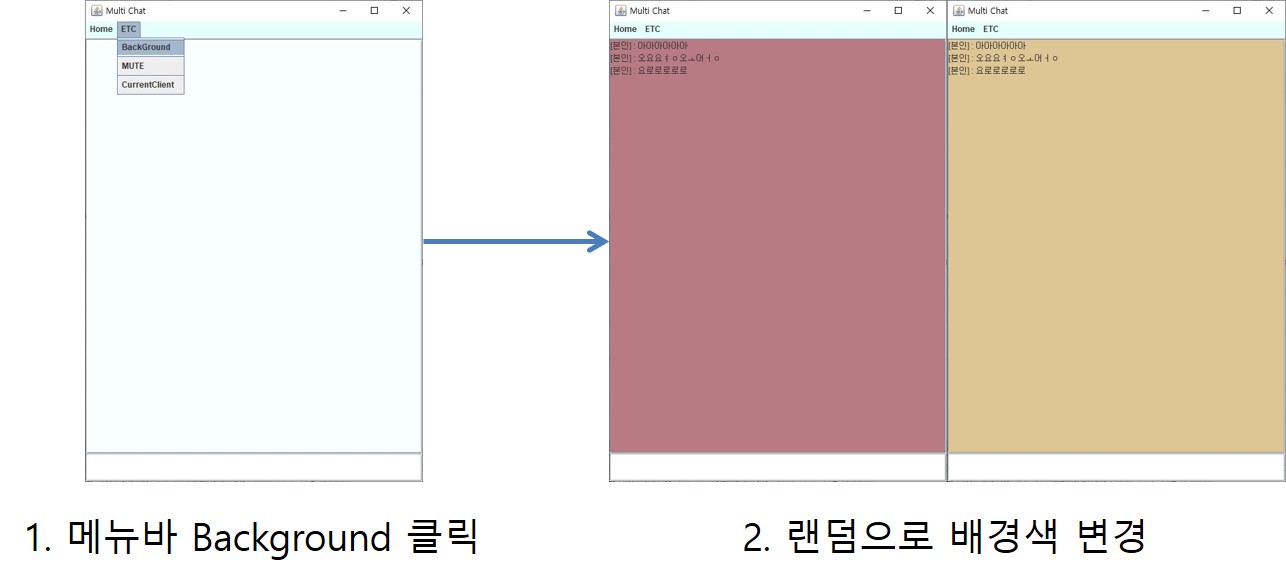 Multi Chat
Home ETC
BackGround
MUTE
CurrentClient
Multi Chat
Home ETC
[본인] : 아아아아아아
[본인] : 오요요ㅕㅇ오ㅗ머ㅓㅇ
[본인] : 요로로로로로
Multi Chat
Home ETC
[본인] : 아아아아아아
[본인] : 오요요ㅕㅇ오ㅗ머ㅓㅇ
[본인] : 요로로로로로
1. 메뉴바 Background 클릭
2. 랜덤으로 배경색 변경